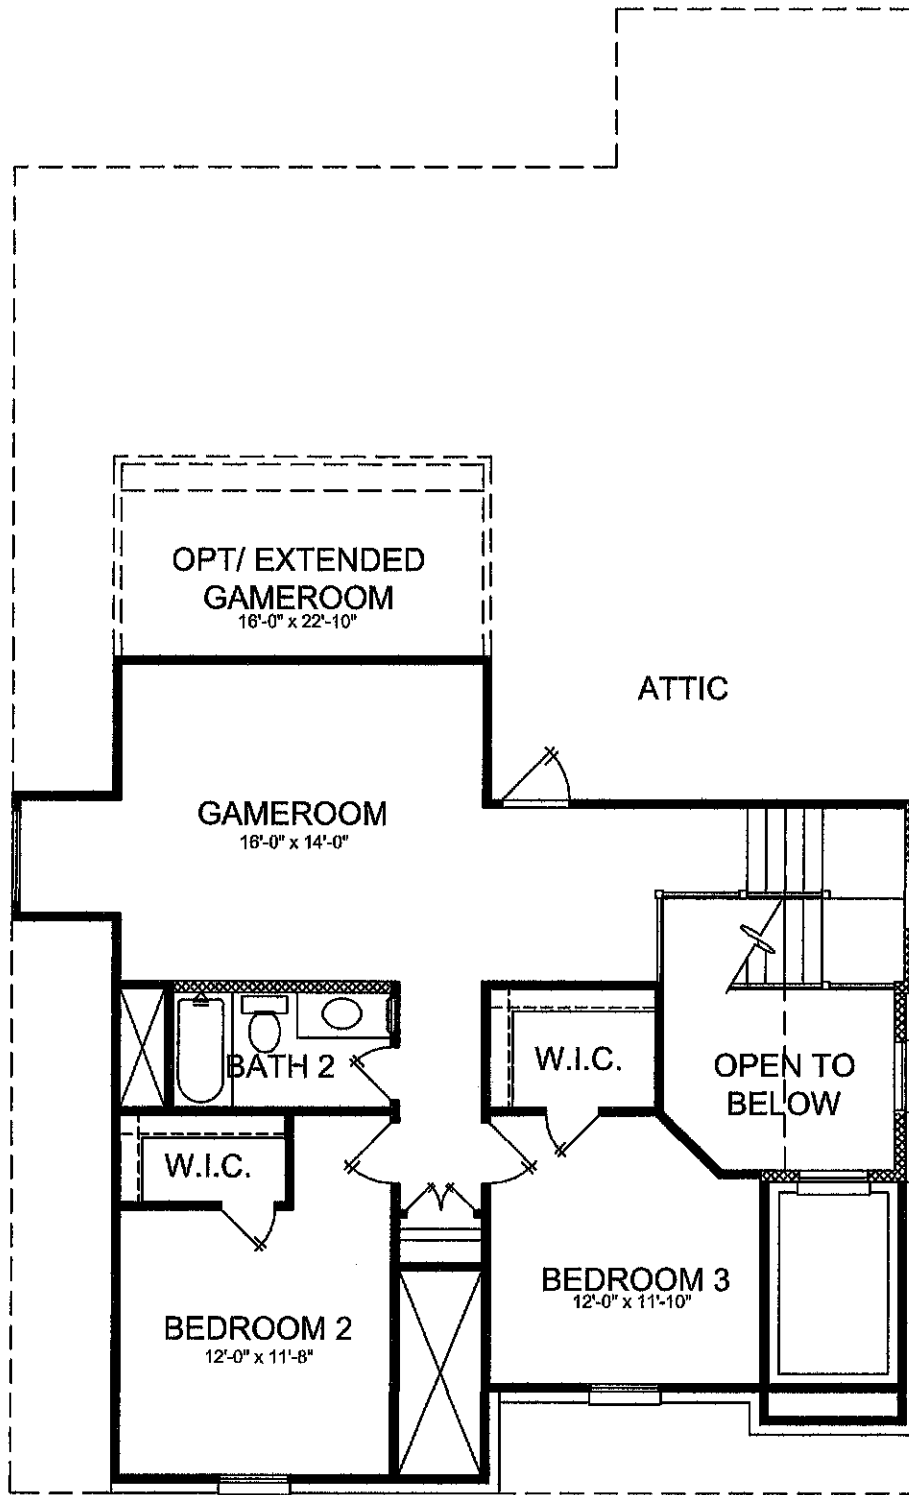 OPT/ EXTENDED
GAMEROOM
16'-0" x 22'-10"
ATTIC
GAMEROOM
16'-0" x 14'-0"
BATH 2
W.I.C.
OPEN TO
BELOW
W.I.C.
BEDROOM 3
12'-0" x 11'-10"
BEDROOM 2
12'-0" x 11'-8"